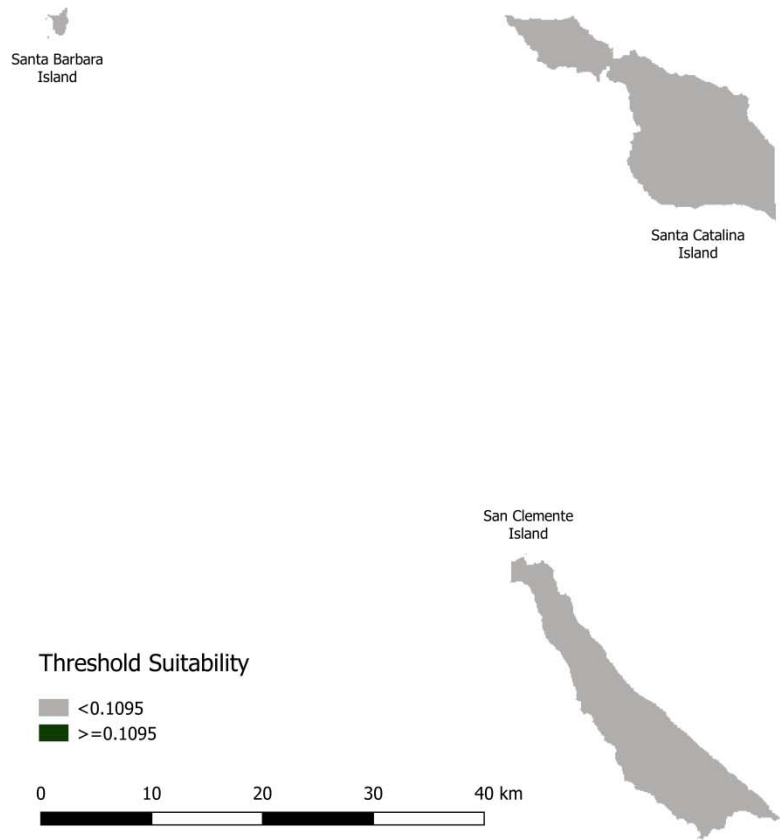 Santa Barbara
Island
Santa Catalina
Island
San Clemente
Island
Threshold Suitability
<0.1095
>=0.1095
0 10 20 30 40 km